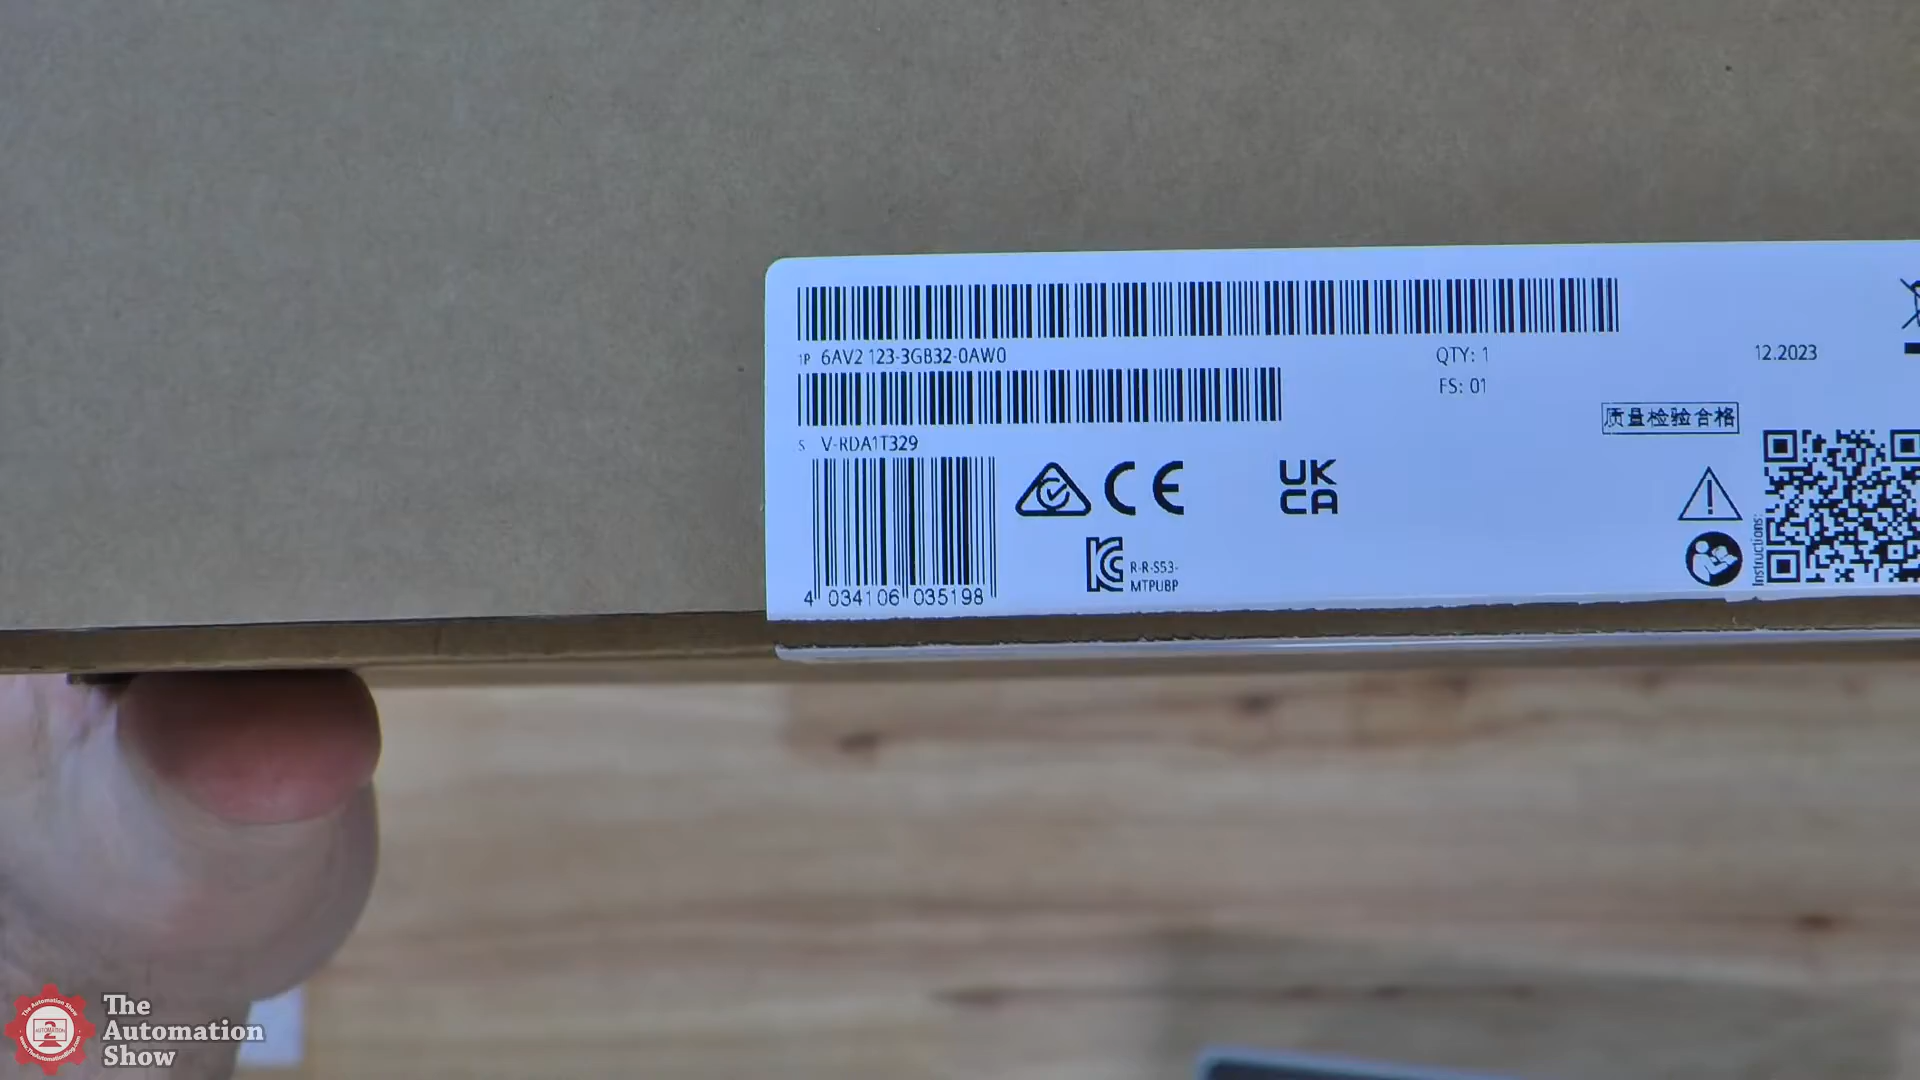 1P 6AV2 123-3GB32-0AW0
QTY: 1
12.2023
FS: 01
质量检验合格
S V-RDA1T329
CE
UK
CA
Instructions:
R-R-S53-
MTPUBP
4 034106 035198
The
Automation
Show